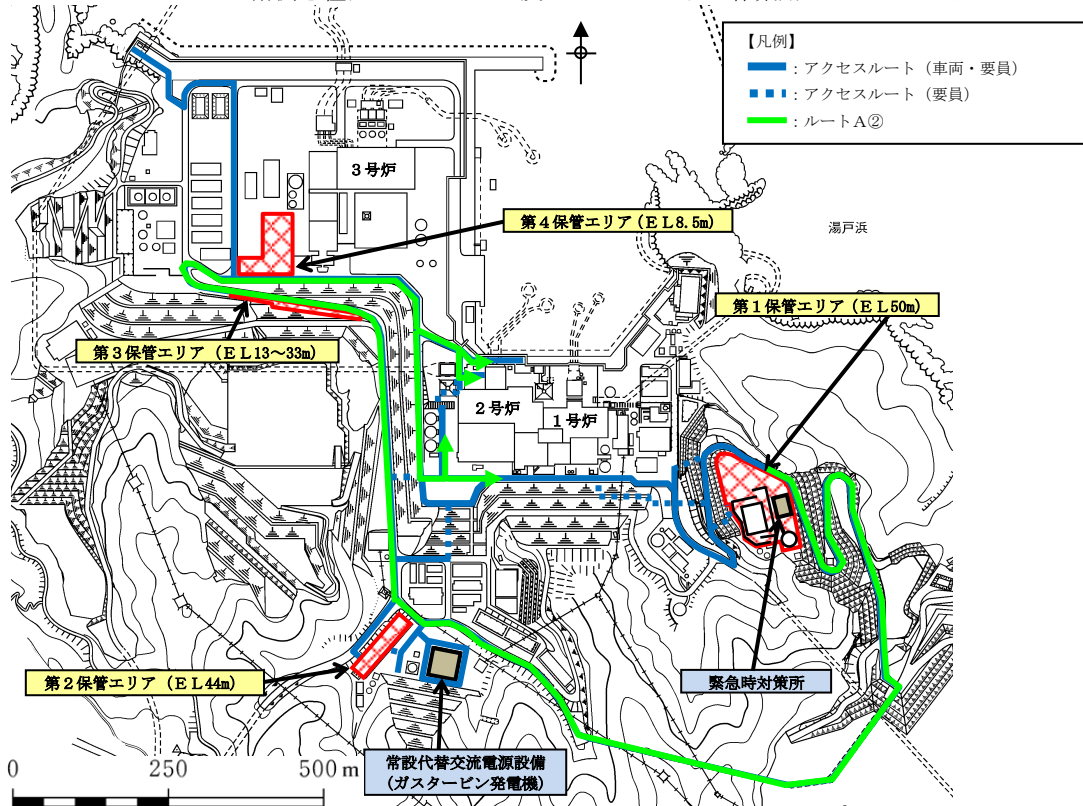 【凡例】
：アクセスルート（車両・要員）
：アクセスルート（要員）
：ルートA②
3号炉
第4保管エリア（EL8.5m）
湯戸浜
第1保管エリア（EL50m）
第3保管エリア（EL13～33m）
2号炉
1号炉
第2保管エリア（EL44m）
緊急時対策所
常設代替交流電源設備
(ガスタービン発電機)
0 250 500 m